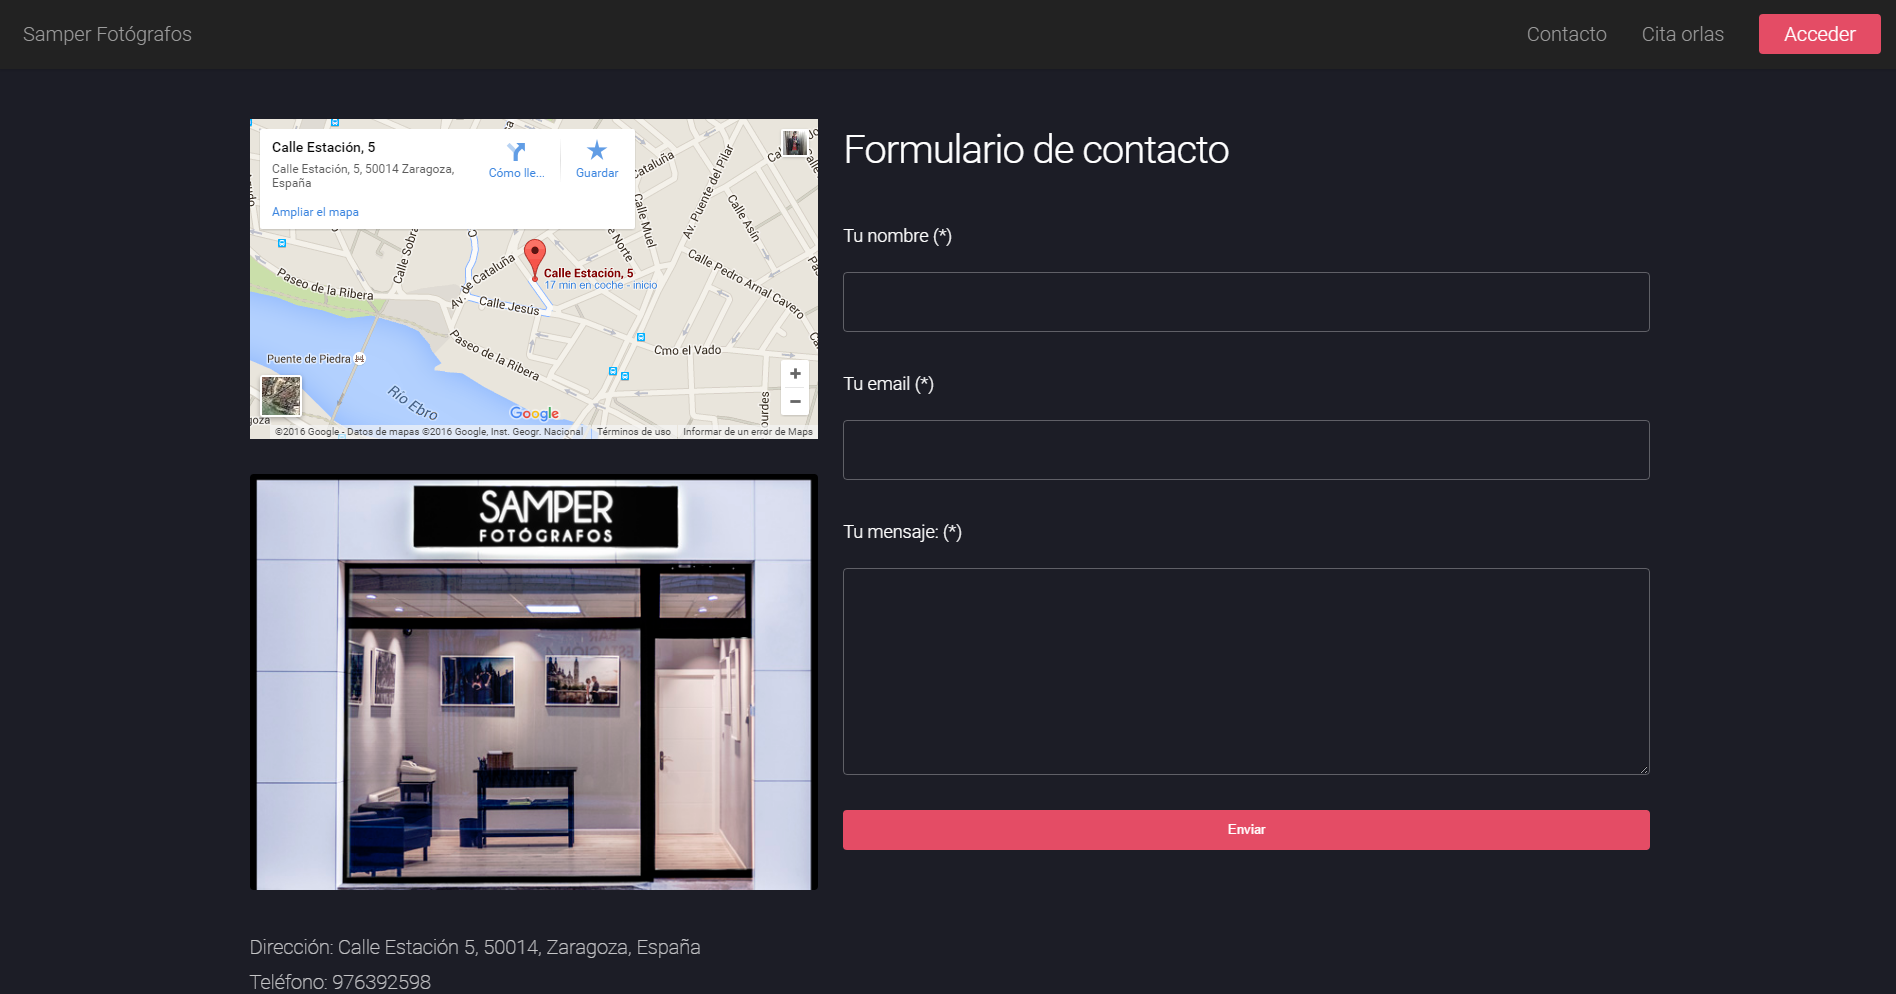 Samper Fotógrafos
Contacto
Cita orlas
Acceder
Calle Estación, 5
Calle Estación, 5, 50014 Zaragoza,
España
Ampliar el mapa
Cómo lle...
Guardar
Cataluña
Av. Puente del Pilar
Calle Asín
Calle Muel
Norte
Calle Sobra
Calle Pedro Arnal Cavero
Av. de Cataluña
Calle Estación, 5
17 min en coche - inicio
Paseo de la Ribera
Calle Jesús
Paseo de la Ribera
Cmo el Vado
Puente de Piedra
Río Ebro
Google
©2016 Google - Datos de mapas ©2016 Google, Inst. Geogr. Nacional
Términos de uso
Informar de un error de Maps
SAMPER
FOTÓGRAFOS
Dirección: Calle Estación 5, 50014, Zaragoza, España
Teléfono: 976392598
Formulario de contacto
Tu nombre (*)
Tu email (*)
Tu mensaje: (*)
Enviar